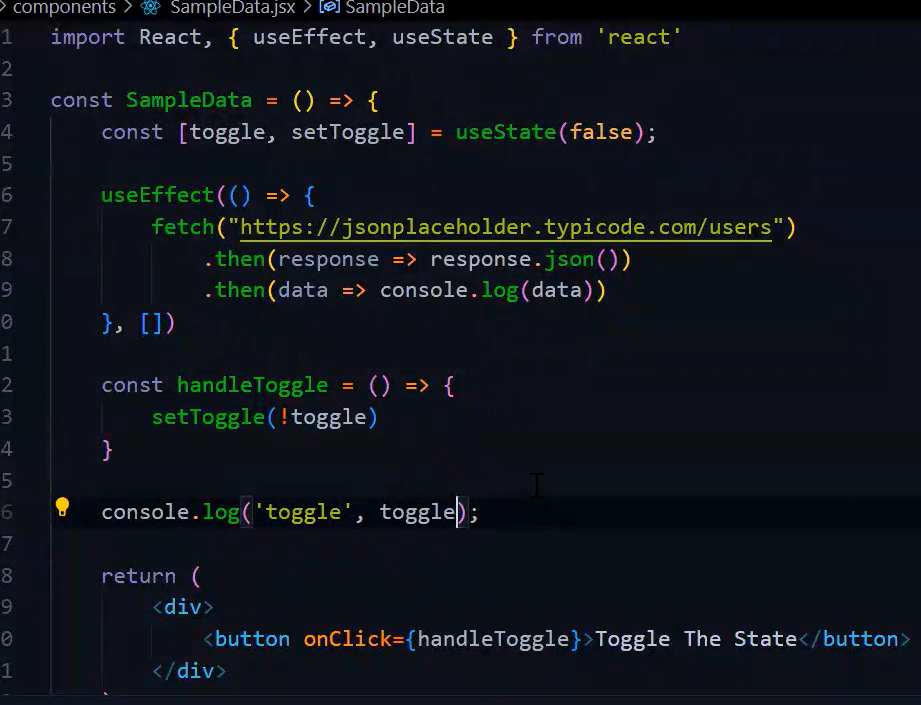 > components > SampleData.jsx > SampleData
1 import React, { useEffect, useState } from 'react'
2
3 const SampleData = () => {
4     const [toggle, setToggle] = useState(false);
5
6     useEffect(() => {
7         fetch("https://jsonplaceholder.typicode.com/users")
8             .then(response => response.json())
9             .then(data => console.log(data))
0     }, [])
1
2     const handleToggle = () => {
3         setToggle(!toggle)
4     }
5
6     console.log('toggle', toggle);
7
8     return (
9         <div>
0             <button onClick={handleToggle}>Toggle The State</button>
1         </div>